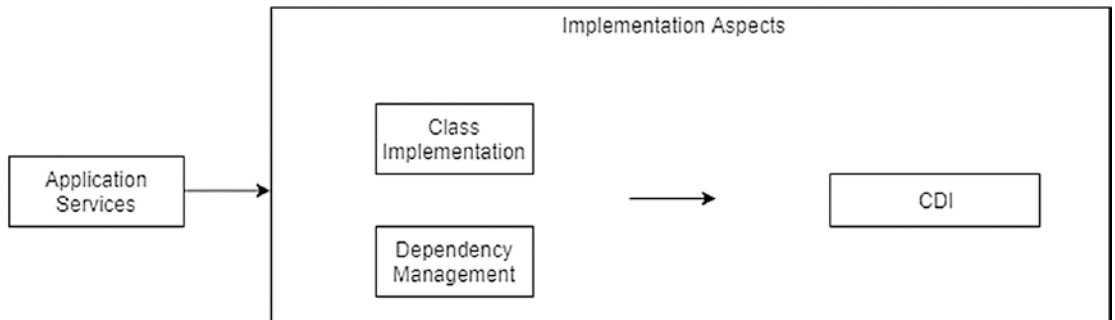 Implementation Aspects
Class
Implementation
Application
Services
CDI
Dependency
Management